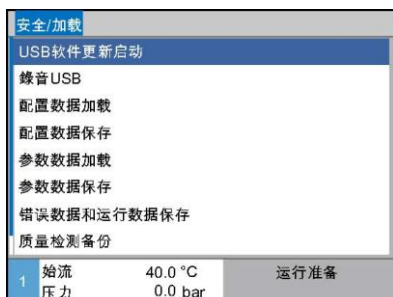 安全/加载
USB软件更新启动
錄音USB
配置数据加载
配置数据保存
参数数据加载
参数数据保存
错误数据和运行数据保存
质量检测备份
1 始流 40.0 °C 运行准备
压力 0.0 bar